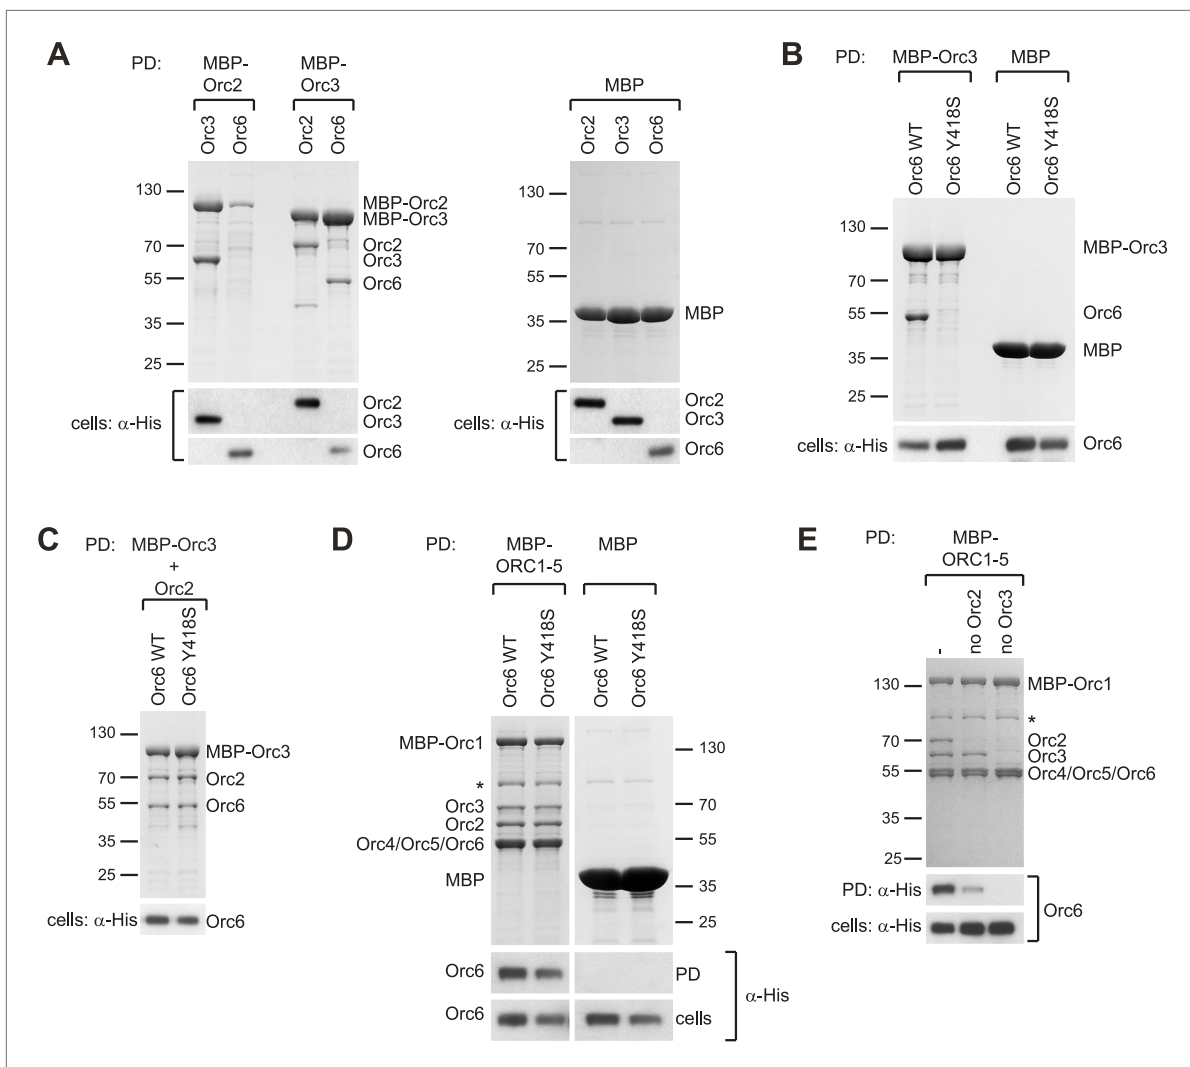 A
PD:
MBP-
Orc2
MBP-
Orc3
MBP
Orc3
Orc6
Orc2
Orc6
Orc2
Orc3
Orc6
130
70
55
35
25
MBP-Orc2
MBP-Orc3
Orc2
Orc3
Orc6
130
70
55
35
25
MBP
cells: α-His
Orc2
Orc3
Orc6
cells: α-His
Orc2
Orc3
Orc6
B
PD:
MBP-Orc3
MBP
Orc6 WT
Orc6 Y418S
Orc6 WT
Orc6 Y418S
130
70
55
35
25
MBP-Orc3
Orc6
MBP
cells: α-His
Orc6
C
PD:
MBP-Orc3
+
Orc2
Orc6 WT
Orc6 Y418S
130
70
55
35
25
MBP-Orc3
Orc2
Orc6
cells: α-His
Orc6
D
PD:
MBP-
ORC1-5
MBP
Orc6 WT
Orc6 Y418S
Orc6 WT
Orc6 Y418S
MBP-Orc1
*
Orc3
Orc2
Orc4/Orc5/Orc6
MBP
130
70
55
35
25
Orc6
PD
Orc6
cells
α-His
E
PD:
MBP-
ORC1-5
-
no Orc2
no Orc3
130
70
55
35
25
MBP-Orc1
*
Orc2
Orc3
Orc4/Orc5/Orc6
PD: α-His
cells: α-His
Orc6